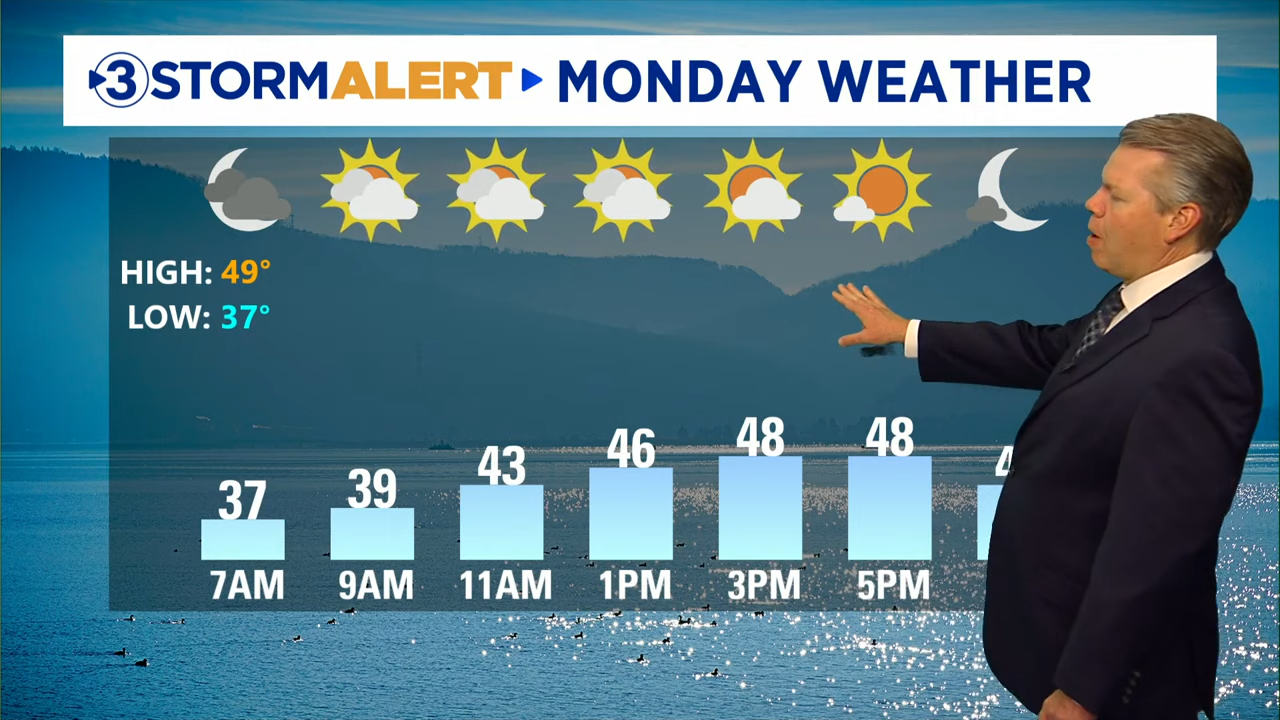 3 STORMALERT MONDAY WEATHER
HIGH: 49°
LOW: 37°
37 39 43 46 48 48
7AM 9AM 11AM 1PM 3PM 5PM